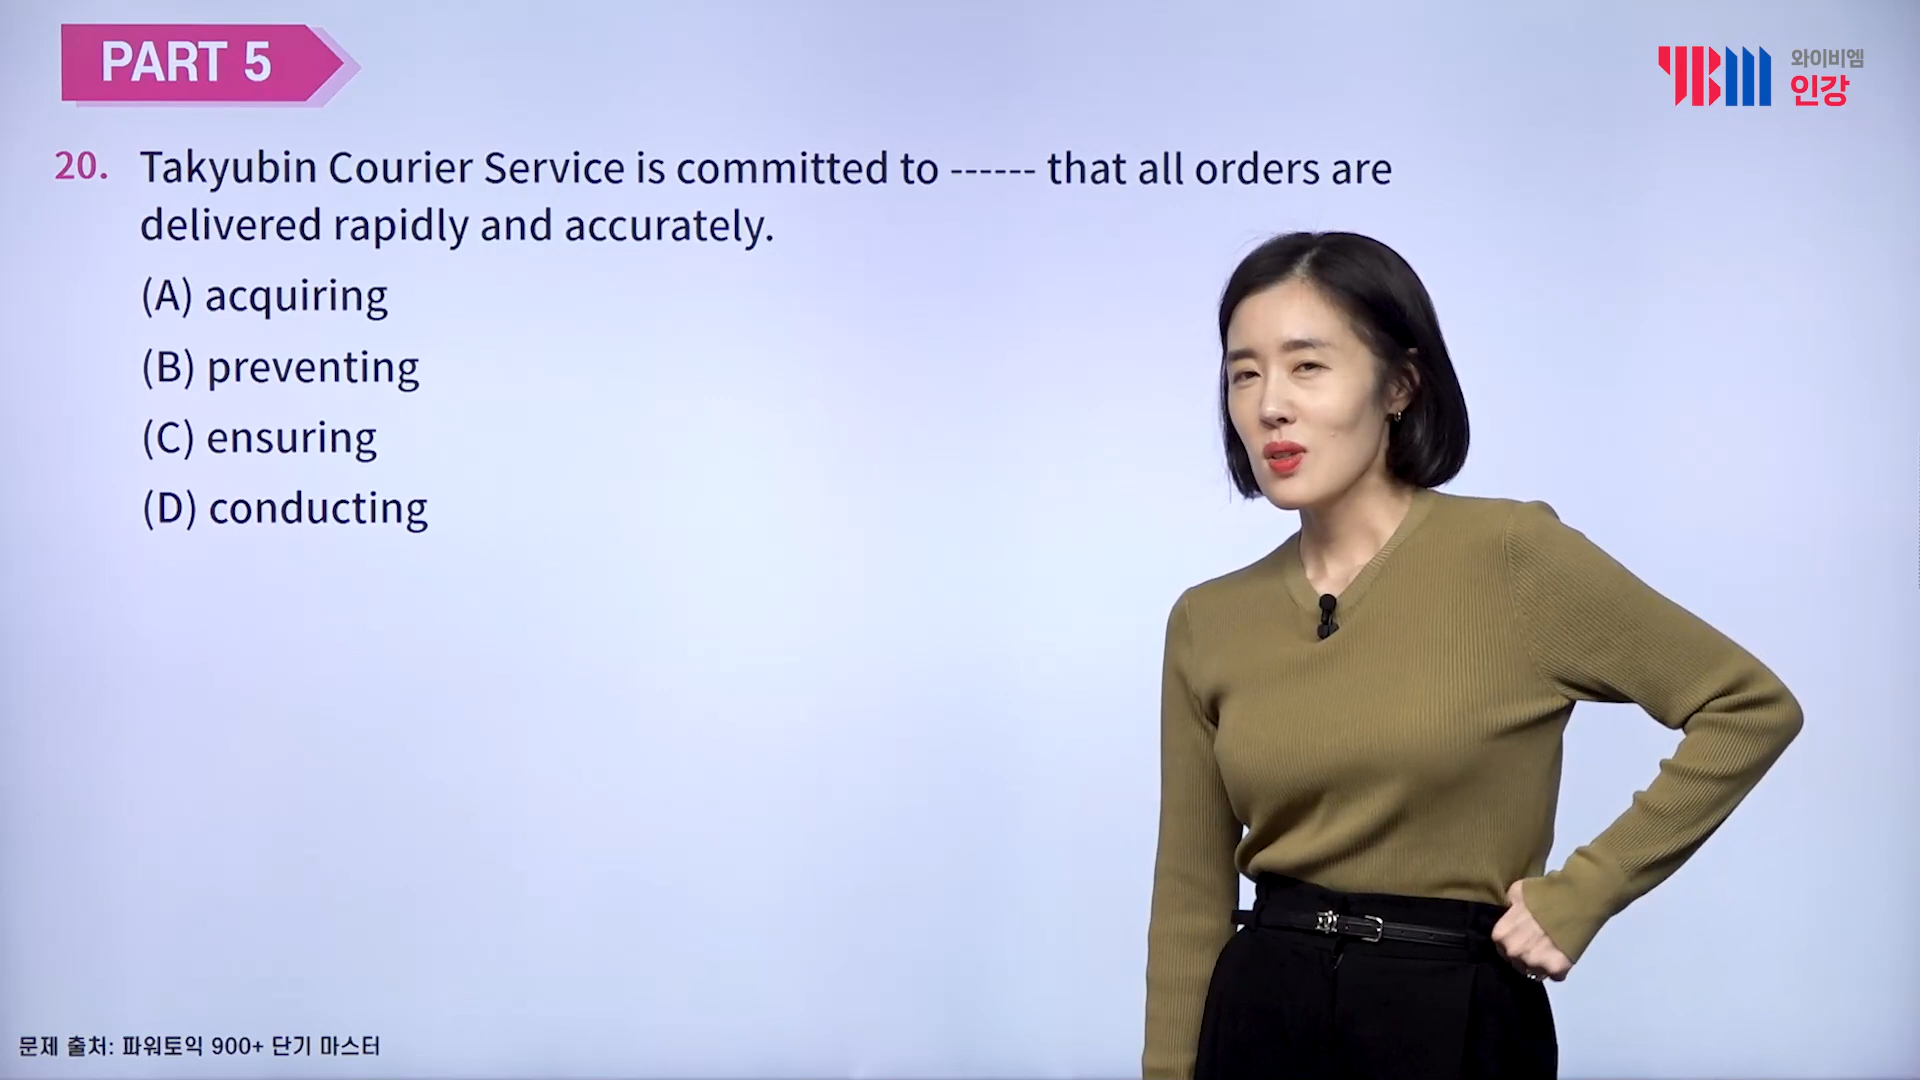 PART 5
YBM 와이비엠
인강
20. Takyubin Courier Service is committed to ------ that all orders are
delivered rapidly and accurately.
(A) acquiring
(B) preventing
(C) ensuring
(D) conducting
문제 출처: 파워토익 900+ 단기 마스터